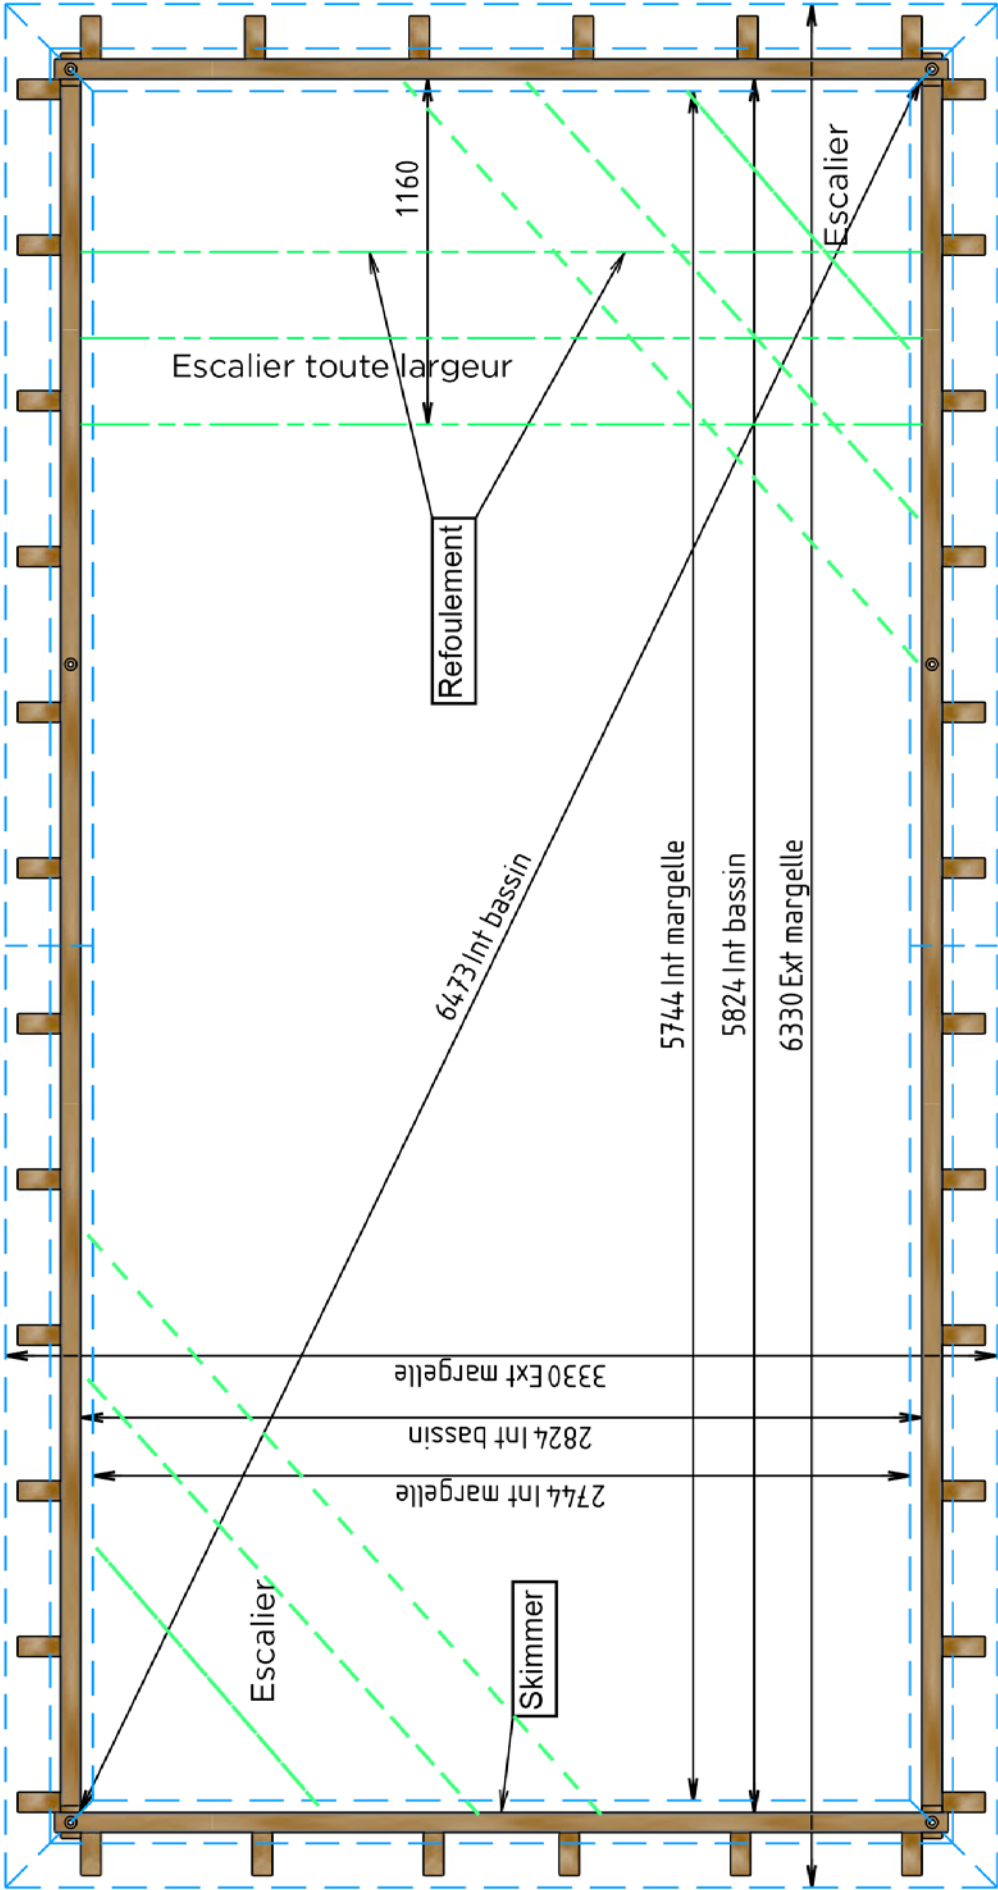 1160
Escalier
Escalier toute largeur
Refoulement
6473 Int bassin
5744 Int margelle
5824 Int bassin
6330 Ext margelle
3330 Ext margelle
2824 Int bassin
2744 Int margelle
Escalier
Skimmer